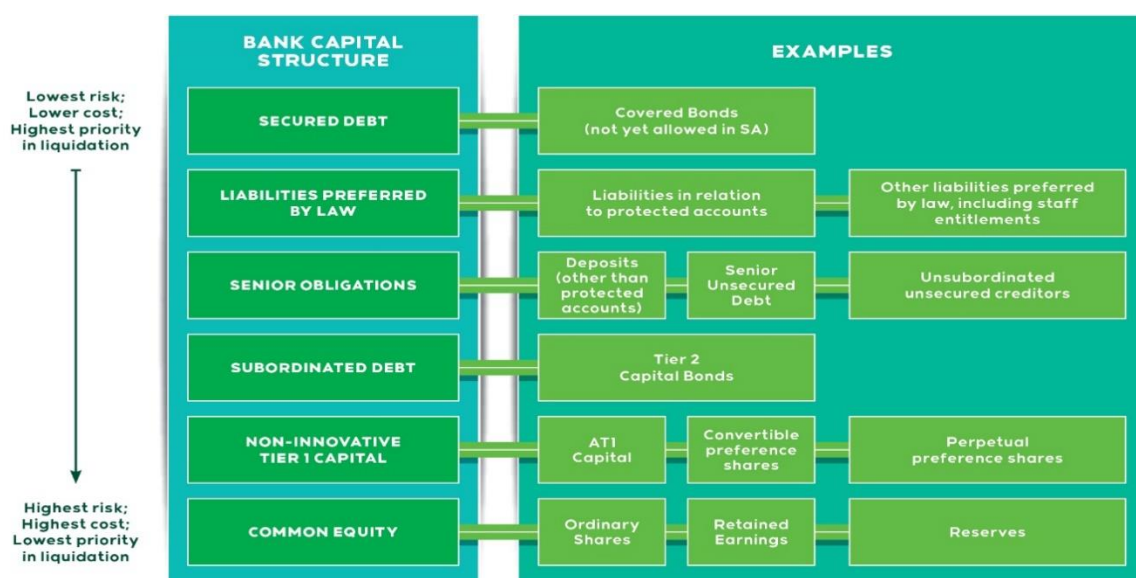 BANK CAPITAL
STRUCTURE
EXAMPLES
Lowest risk;
Lower cost;
Highest priority
in liquidation
SECURED DEBT
Covered Bonds
(not yet allowed in SA)
LIABILITIES PREFERRED
BY LAW
Liabilities in relation
to protected accounts
Other liabilities preferred
by law, including staff
entitlements
SENIOR OBLIGATIONS
Deposits
(other than
protected
accounts)
Senior
Unsecured
Debt
Unsubordinated
unsecured creditors
SUBORDINATED DEBT
Tier 2
Capital Bonds
NON-INNOVATIVE
TIER 1 CAPITAL
AT1
Capital
Convertible
preference
shares
Perpetual
preference shares
Highest risk;
Highest cost;
Lowest priority
in liquidation
COMMON EQUITY
Ordinary
Shares
Retained
Earnings
Reserves